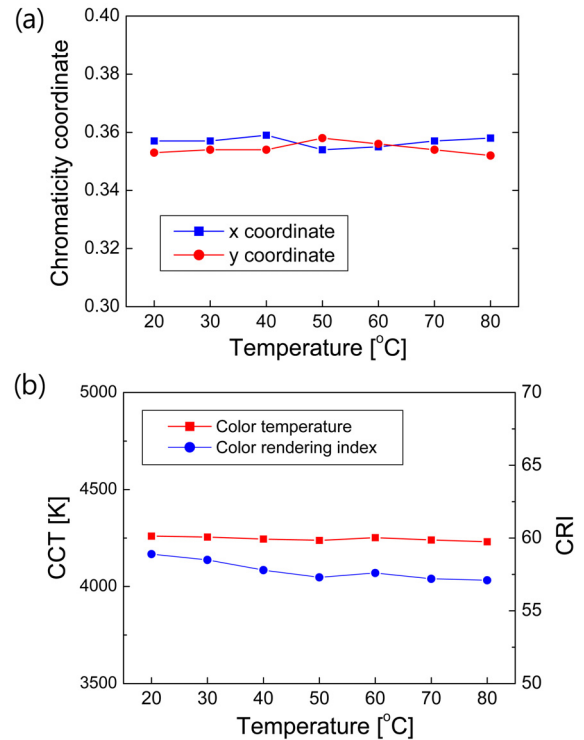 (a)
0.40
0.38
0.36
0.34
0.32
0.30
Chromaticity coordinate
x coordinate
y coordinate
20 30 40 50 60 70 80
Temperature [°C]
(b)
5000
4500
4000
3500
CCT [K]
Color temperature
Color rendering index
70
65
60
55
50
CRI
20 30 40 50 60 70 80
Temperature [°C]